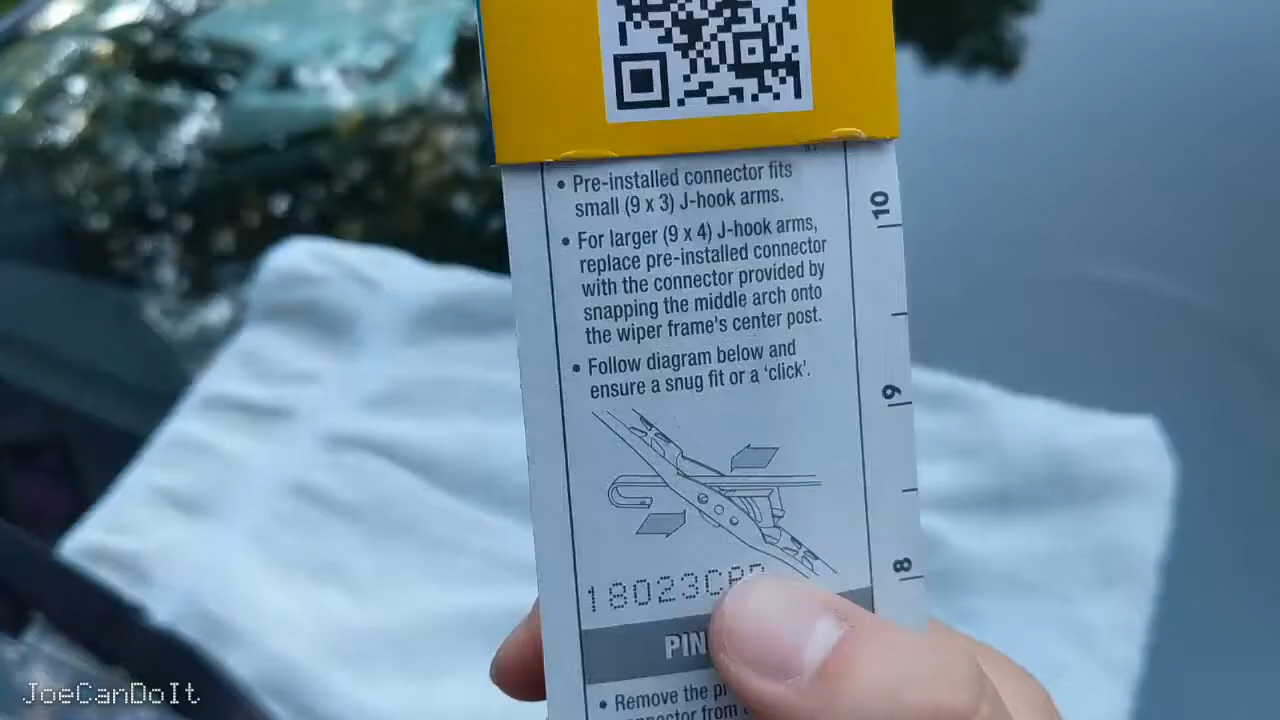 • Pre-installed connector fits
small (9 x 3) J-hook arms.
• For larger (9 x 4) J-hook arms,
replace pre-installed connector
with the connector provided by
snapping the middle arch onto
the wiper frame's center post.
• Follow diagram below and
ensure a snug fit or a ‘click’.
10
9
8
• Remove the
from
JoeCanDoIt